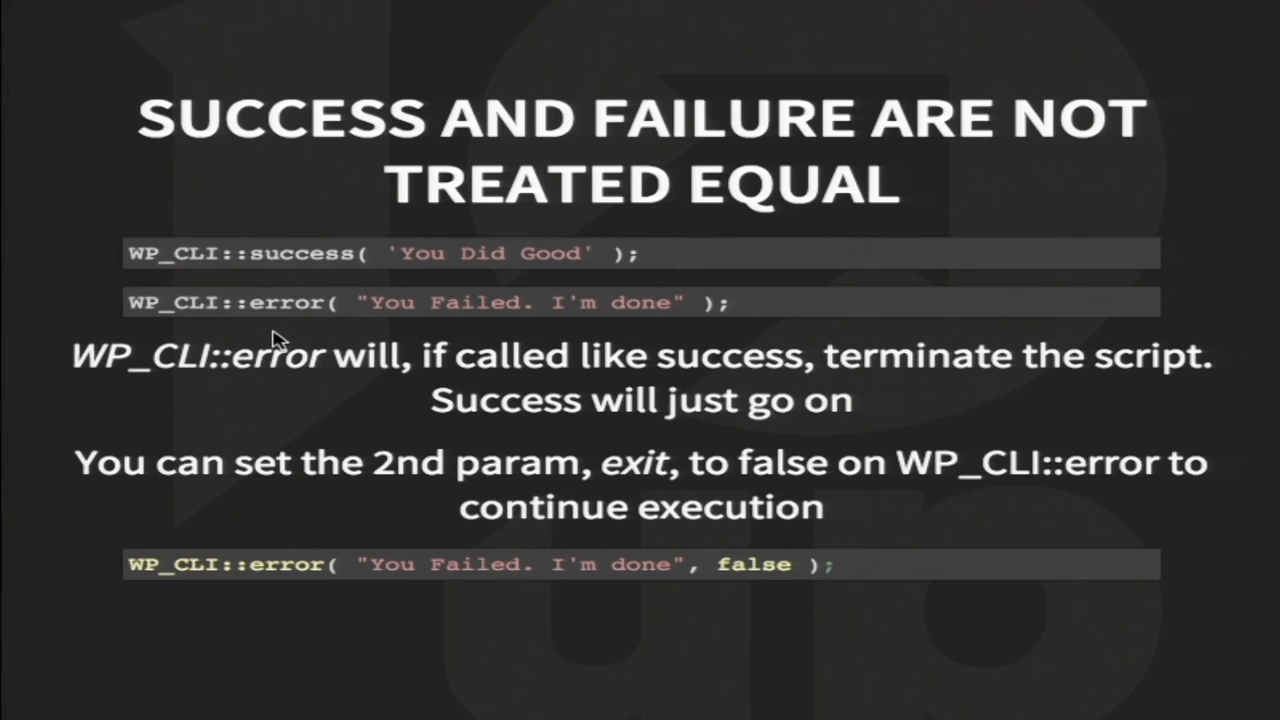 SUCCESS AND FAILURE ARE NOT
TREATED EQUAL
WP_CLI::success( 'You Did Good' );
WP_CLI::error( "You Failed. I'm done" );
WP_CLI::error will, if called like success, terminate the script.
Success will just go on
You can set the 2nd param, exit, to false on WP_CLI::error to
continue execution
WP_CLI::error( "You Failed. I'm done", false );